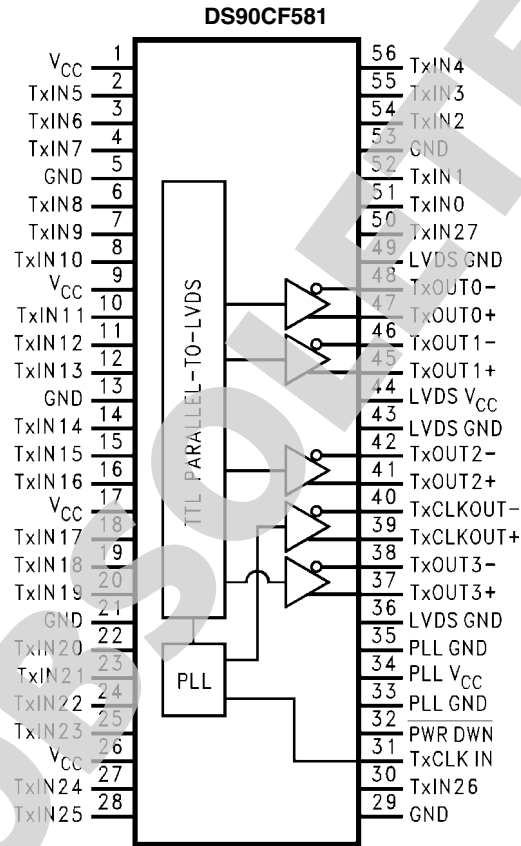 DS90CF581
VCC 1
TxIN5 2
TxIN6 3
TxIN7 4
GND 5
TxIN8 6
TxIN9 7
TxIN10 8
VCC 9
TxIN11 10
TxIN12 11
TxIN13 12
GND 13
TxIN14 14
TxIN15 15
TxIN16 16
VCC 17
TxIN17 18
TxIN18 9
TxIN19 20
GND 21
TxIN20 22
TxIN21 23
TxIN22 24
TxIN23 25
VCC 26
TxIN24 27
TxIN25 28
TTL PARALLEL-TO-LVDS
PLL
56 TxIN4
55 TxIN3
54 TxIN2
53 GND
52 TxIN1
51 TxIN0
50 TxIN27
49 LVDS GND
48 TxOUT0-
47 TxOUT0+
46 TxOUT1-
45 TxOUT1+
44 LVDS VCC
43 LVDS GND
42 TxOUT2-
41 TxOUT2+
40 TxCLKOUT-
39 TxCLKOUT+
38 TxOUT3-
37 TxOUT3+
36 LVDS GND
35 PLL GND
34 PLL VCC
33 PLL GND
32 PWR DWN
31 TxCLK IN
30 TxIN26
29 GND
OBSOLETE